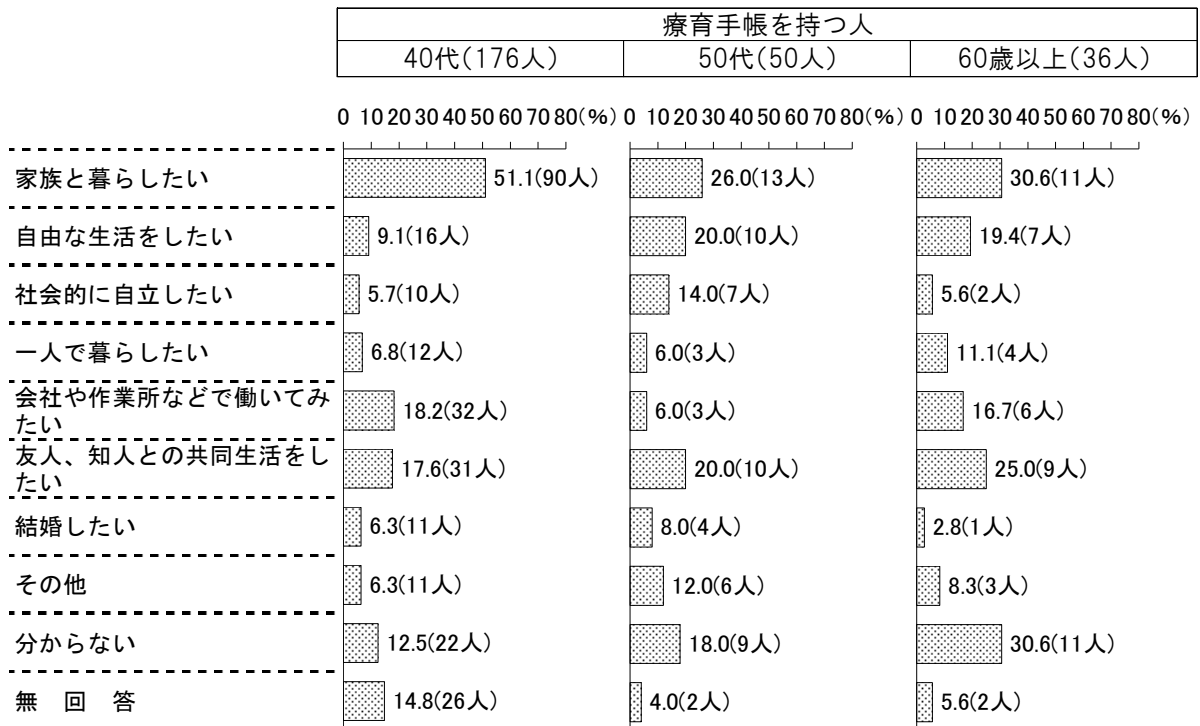 療育手帳を持つ人
40代(176人) 50代(50人) 60歳以上(36人)
0 10 20 30 40 50 60 70 80(%) 0 10 20 30 40 50 60 70 80(%) 0 10 20 30 40 50 60 70 80(%)
家族と暮らしたい 51.1(90人) 26.0(13人) 30.6(11人)
自由な生活をしたい 9.1(16人) 20.0(10人) 19.4(7人)
社会的に自立したい 5.7(10人) 14.0(7人) 5.6(2人)
一人で暮らしたい 6.8(12人) 6.0(3人) 11.1(4人)
会社や作業所などで働いてみ
たい 18.2(32人) 6.0(3人) 16.7(6人)
友人、知人との共同生活をし
たい 17.6(31人) 20.0(10人) 25.0(9人)
結婚したい 6.3(11人) 8.0(4人) 2.8(1人)
その他 6.3(11人) 12.0(6人) 8.3(3人)
分からない 12.5(22人) 18.0(9人) 30.6(11人)
無 回 答 14.8(26人) 4.0(2人) 5.6(2人)